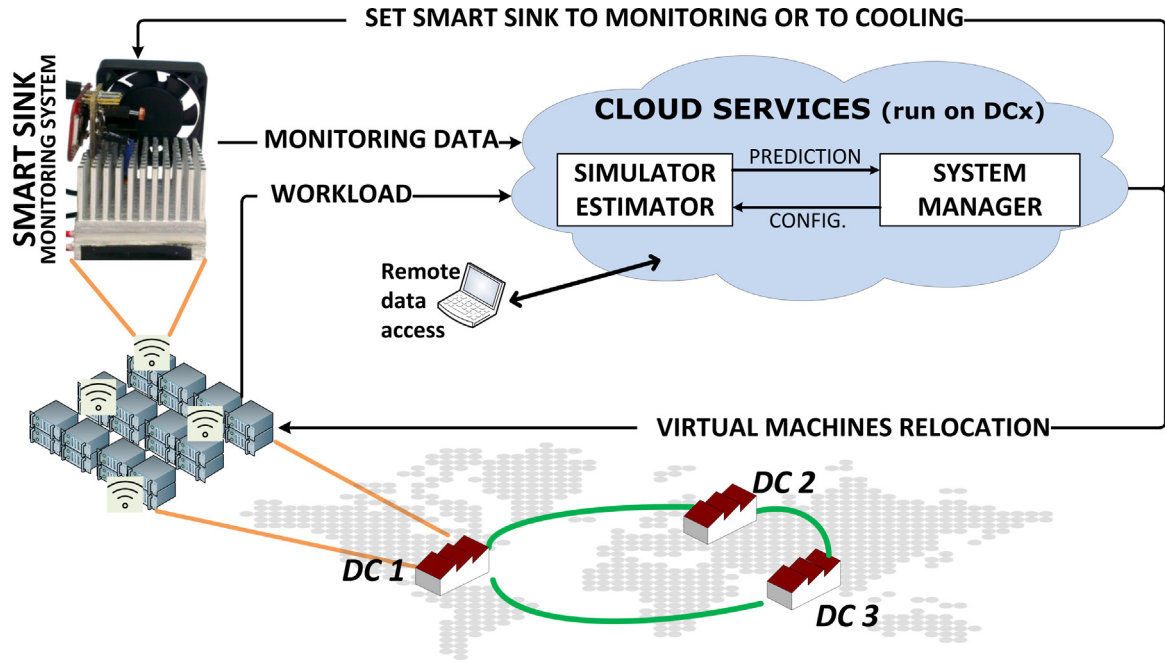 SET SMART SINK TO MONITORING OR TO COOLING
SMART SINK
MONITORING SYSTEM
CLOUD SERVICES (run on DCx)
MONITORING DATA
PREDICTION
SIMULATOR
ESTIMATOR
SYSTEM
MANAGER
WORKLOAD
CONFIG.
Remote
data
access
VIRTUAL MACHINES RELOCATION
DC 2
DC 1
DC 3